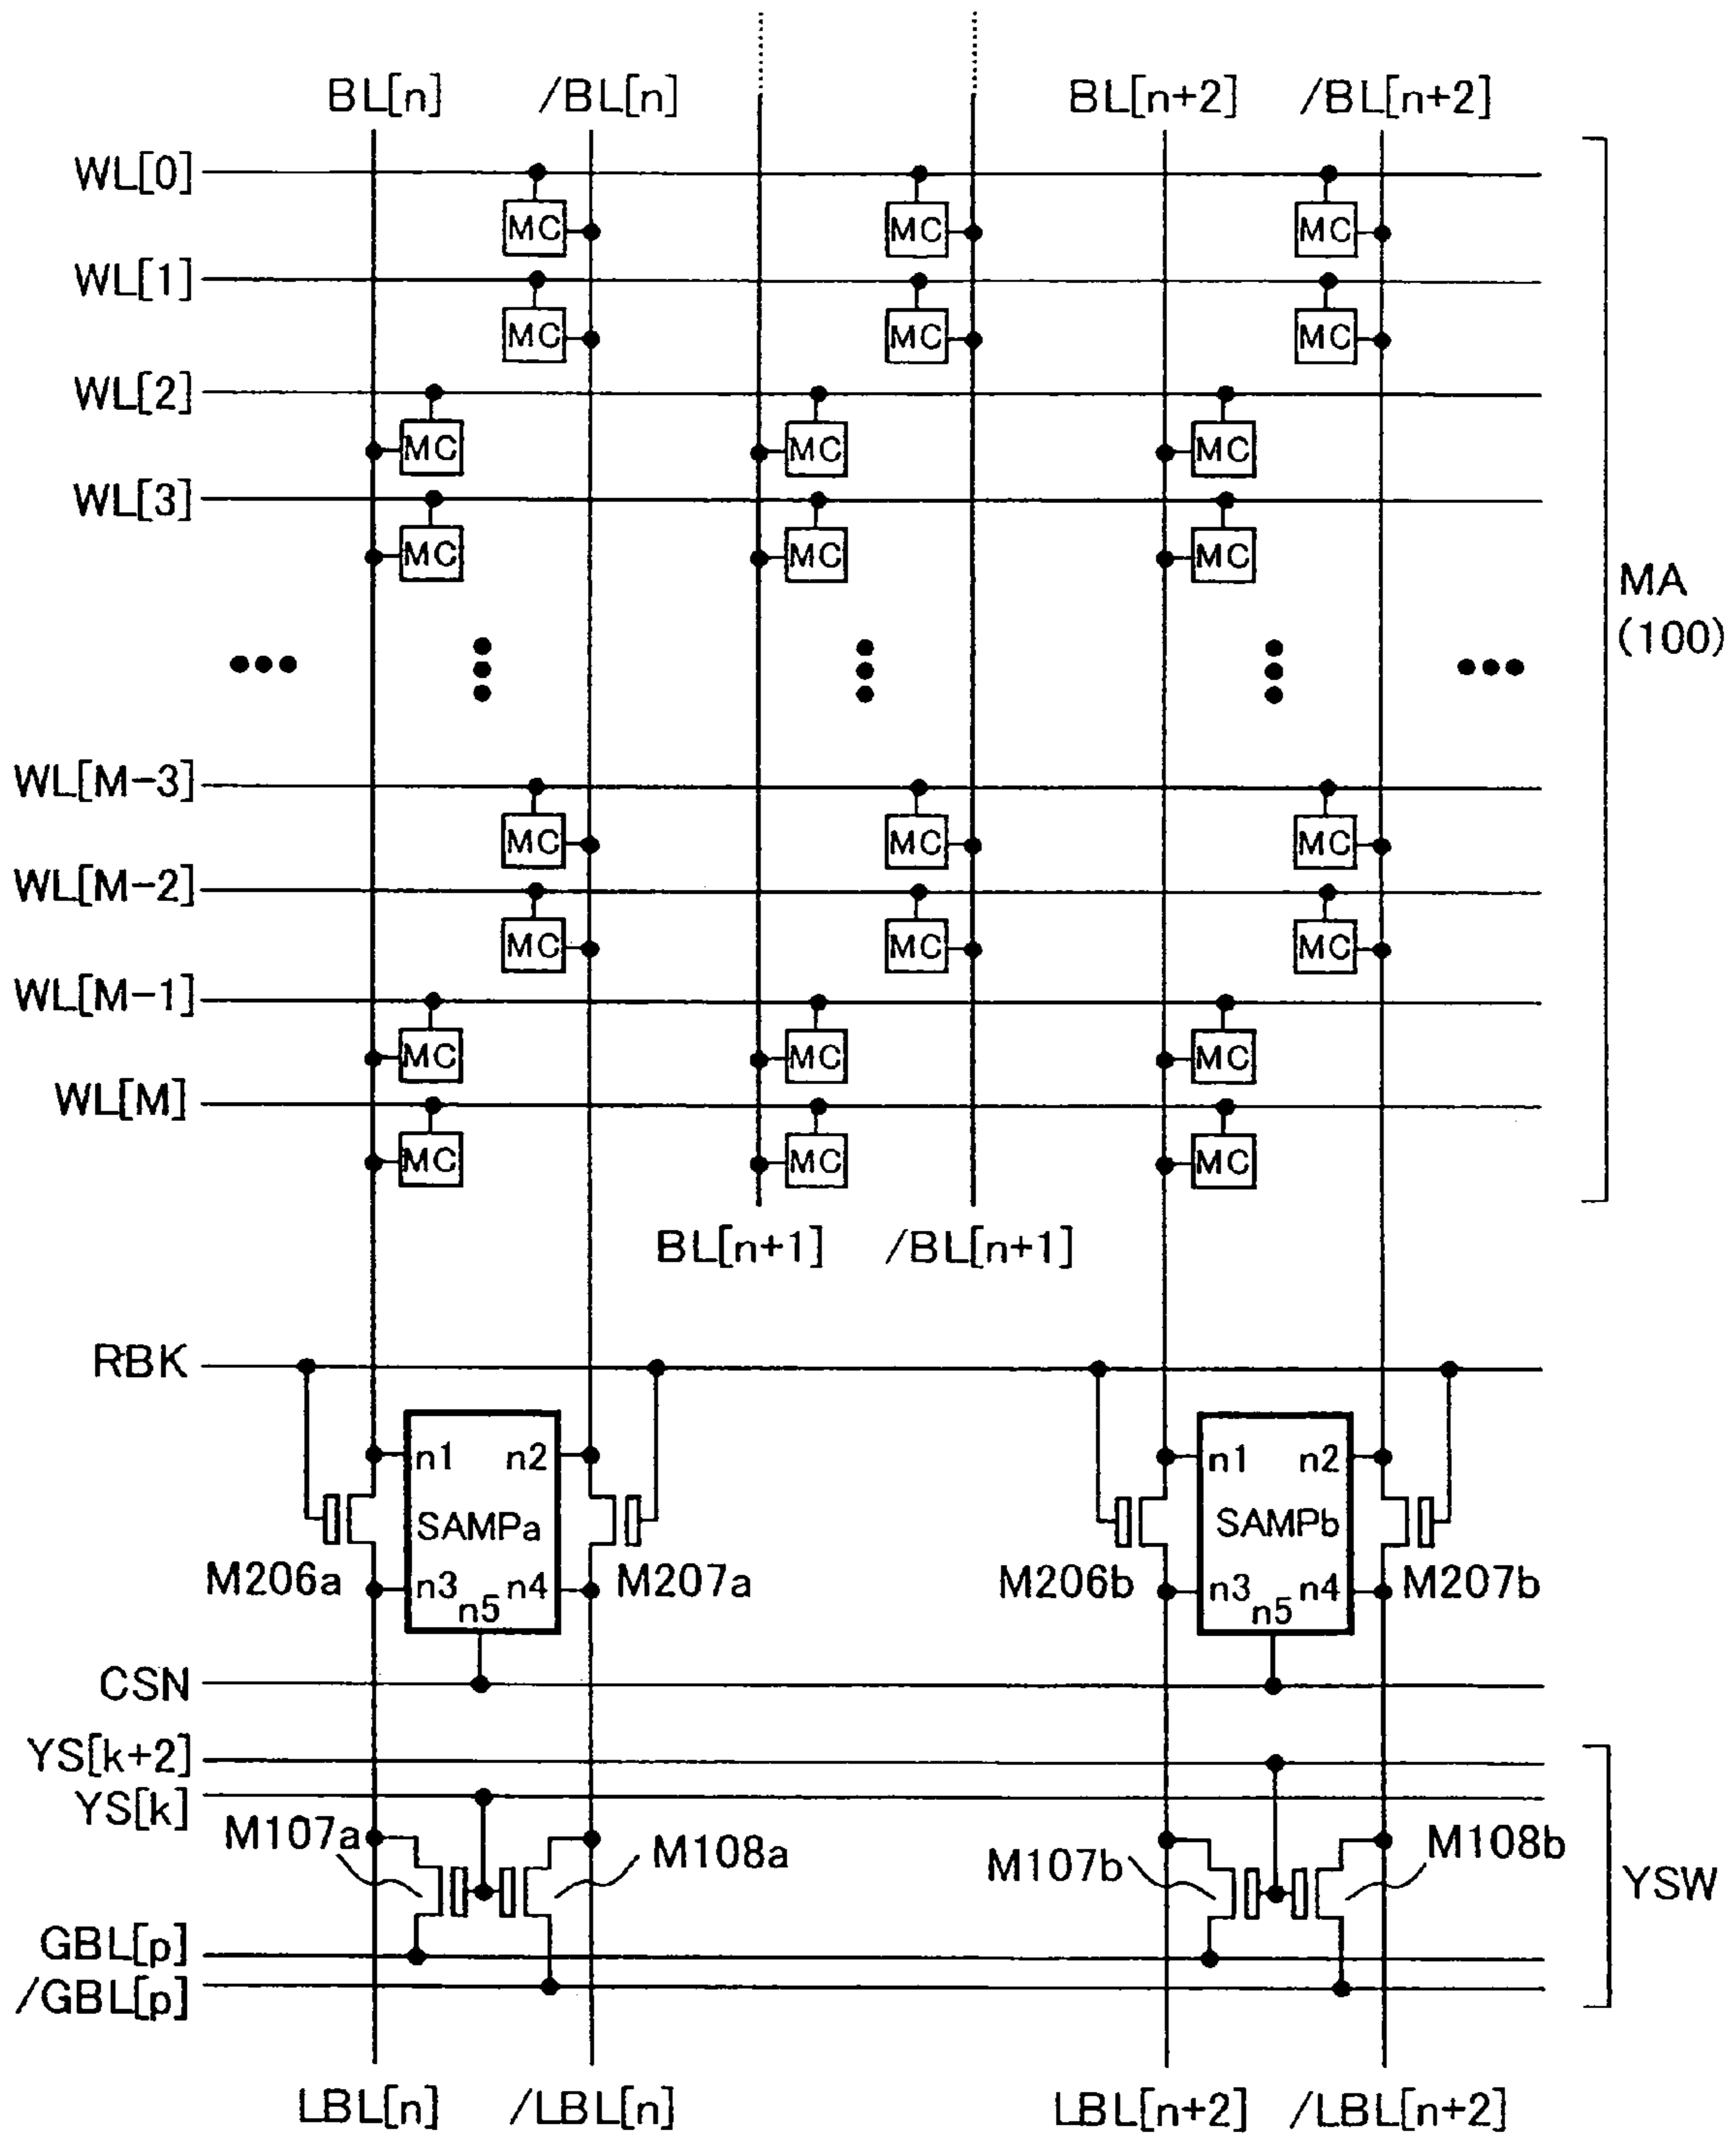 BL[n] /BL[n] BL[n+2] /BL[n+2]
WL[0]
MC MC MC
WL[1]
MC MC MC
WL[2]
MC MC MC
WL[3]
MC MC MC
MA
(100)
WL[M-3]
MC MC MC
WL[M-2]
MC MC MC
WL[M-1]
MC MC MC
WL[M]
MC MC MC
BL[n+1] /BL[n+1]
RBK
n1 n2 n1 n2
SAMPa SAMPb
M206a n3 n4 M207a M206b n3 n4 M207b
n5 n5
CSN
YS[k+2]
YS[k]
M107a M108a M107b M108b
YSW
GBL[p]
/GBL[p]
LBL[n] /LBL[n] LBL[n+2] /LBL[n+2]